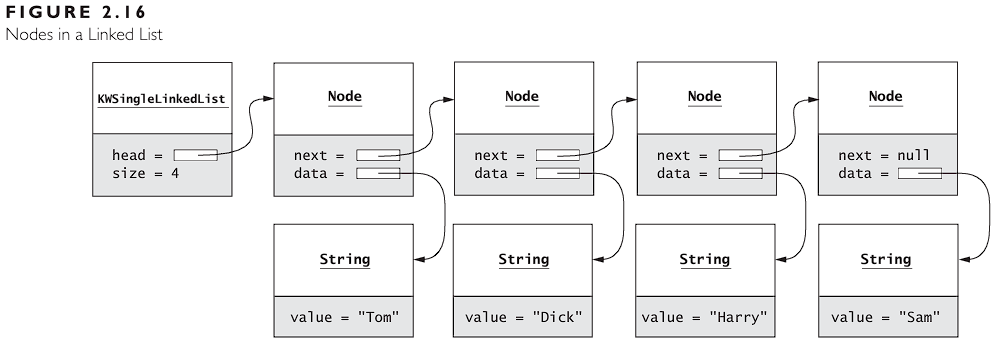 FIGURE 2.16
Nodes in a Linked List
KWSingleLinkedList
head =
size = 4
Node
next =
data =
Node
next =
data =
Node
next =
data =
Node
next = null
data =
String
value = "Tom"
String
value = "Dick"
String
value = "Harry"
String
value = "Sam"